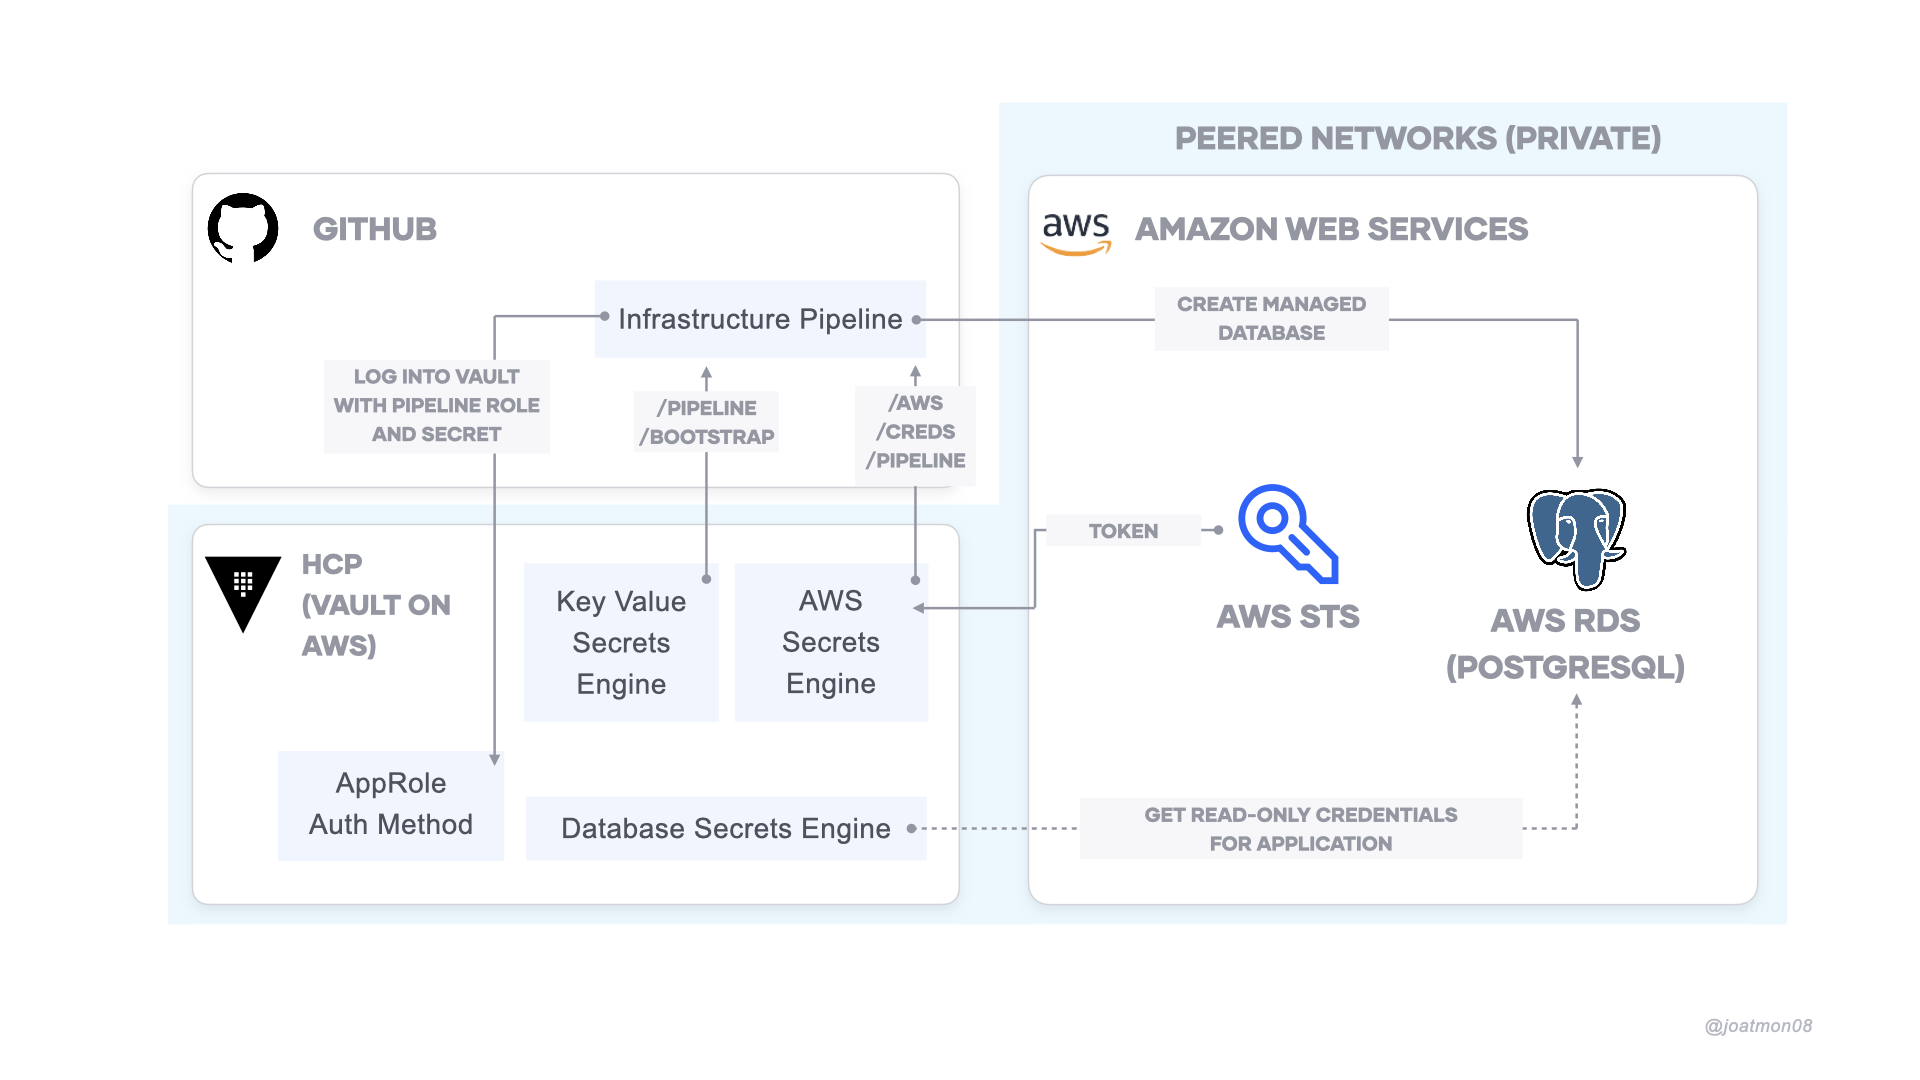 PEERED NETWORKS (PRIVATE)
GITHUB
aws
AMAZON WEB SERVICES
Infrastructure Pipeline
CREATE MANAGED
DATABASE
LOG INTO VAULT
WITH PIPELINE ROLE
AND SECRET
/PIPELINE
/BOOTSTRAP
/AWS
/CREDS
/PIPELINE
TOKEN
AWS STS
AWS RDS
(POSTGRESQL)
HCP
(VAULT ON
AWS)
Key Value
Secrets
Engine
AWS
Secrets
Engine
AppRole
Auth Method
Database Secrets Engine
GET READ-ONLY CREDENTIALS
FOR APPLICATION
@joatmon08